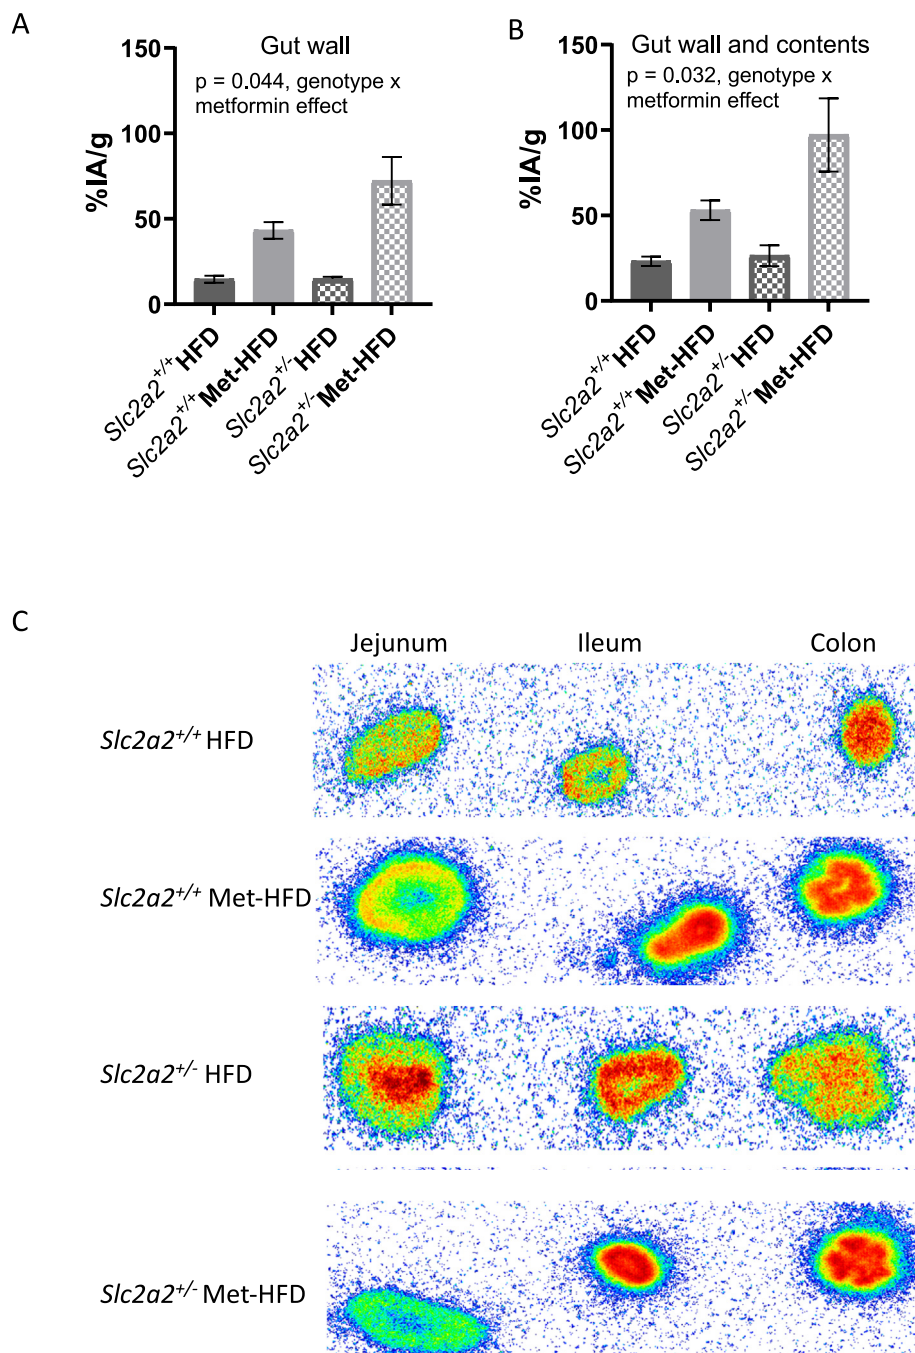 A
Gut wall
p = 0.044, genotype x
metformin effect
%IA/g
150
100
50
0
Slc2a2+/+ HFD
Slc2a2+/+ Met-HFD
Slc2a2+/- HFD
Slc2a2+/- Met-HFD
B
Gut wall and contents
p = 0.032, genotype x
metformin effect
%IA/g
150
100
50
0
Slc2a2+/+ HFD
Slc2a2+/+ Met-HFD
Slc2a2+/- HFD
Slc2a2+/- Met-HFD
C
Jejunum Ileum Colon
Slc2a2+/+ HFD
Slc2a2+/+ Met-HFD
Slc2a2+/- HFD
Slc2a2+/- Met-HFD